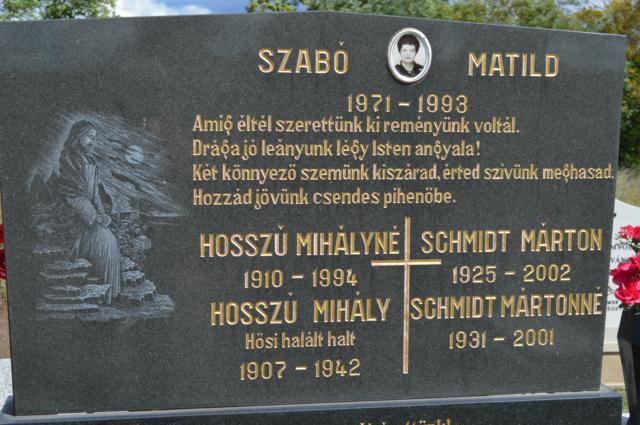 SZABÓ MATILD
1971 – 1993
Amíg éltél szerettünk ki reményünk voltál.
Drága jó leányunk légy Isten angyala!
Két könnyező szemünk kiszárad, érted szivünk meghasad.
Hozzád jövünk csendes pihenőbe.
HOSSZÚ MIHÁLYNÉ
1910 – 1994
HOSSZÚ MIHÁLY
Hősi halált halt
1907 – 1942
SCHMIDT MÁRTON
1925 – 2002
SCHMIDT MÁRTONNÉ
1931 – 2001